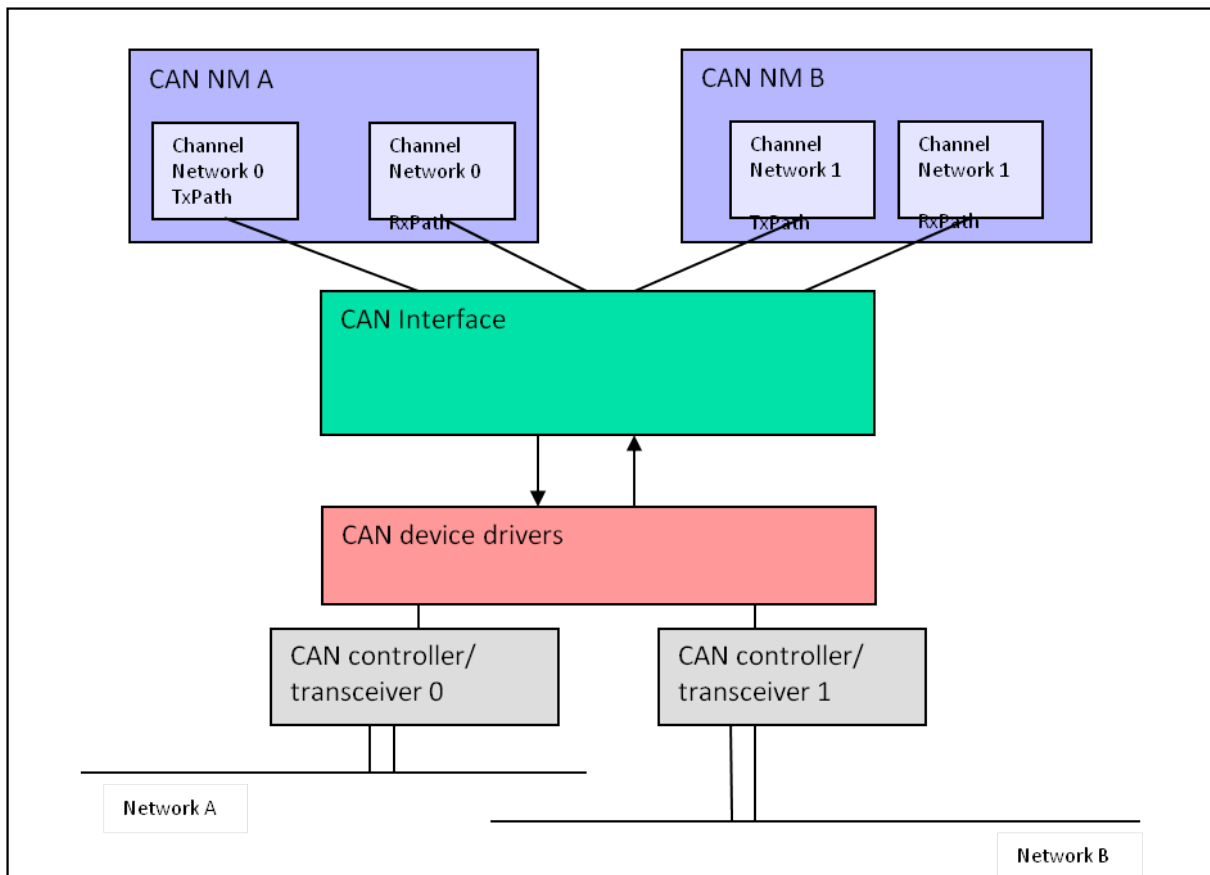 CAN NM A
Channel
Network 0
TxPath
Channel
Network 0
RxPath
CAN NM B
Channel
Network 1
TxPath
Channel
Network 1
RxPath
CAN Interface
CAN device drivers
CAN controller/
transceiver 0
CAN controller/
transceiver 1
Network A
Network B